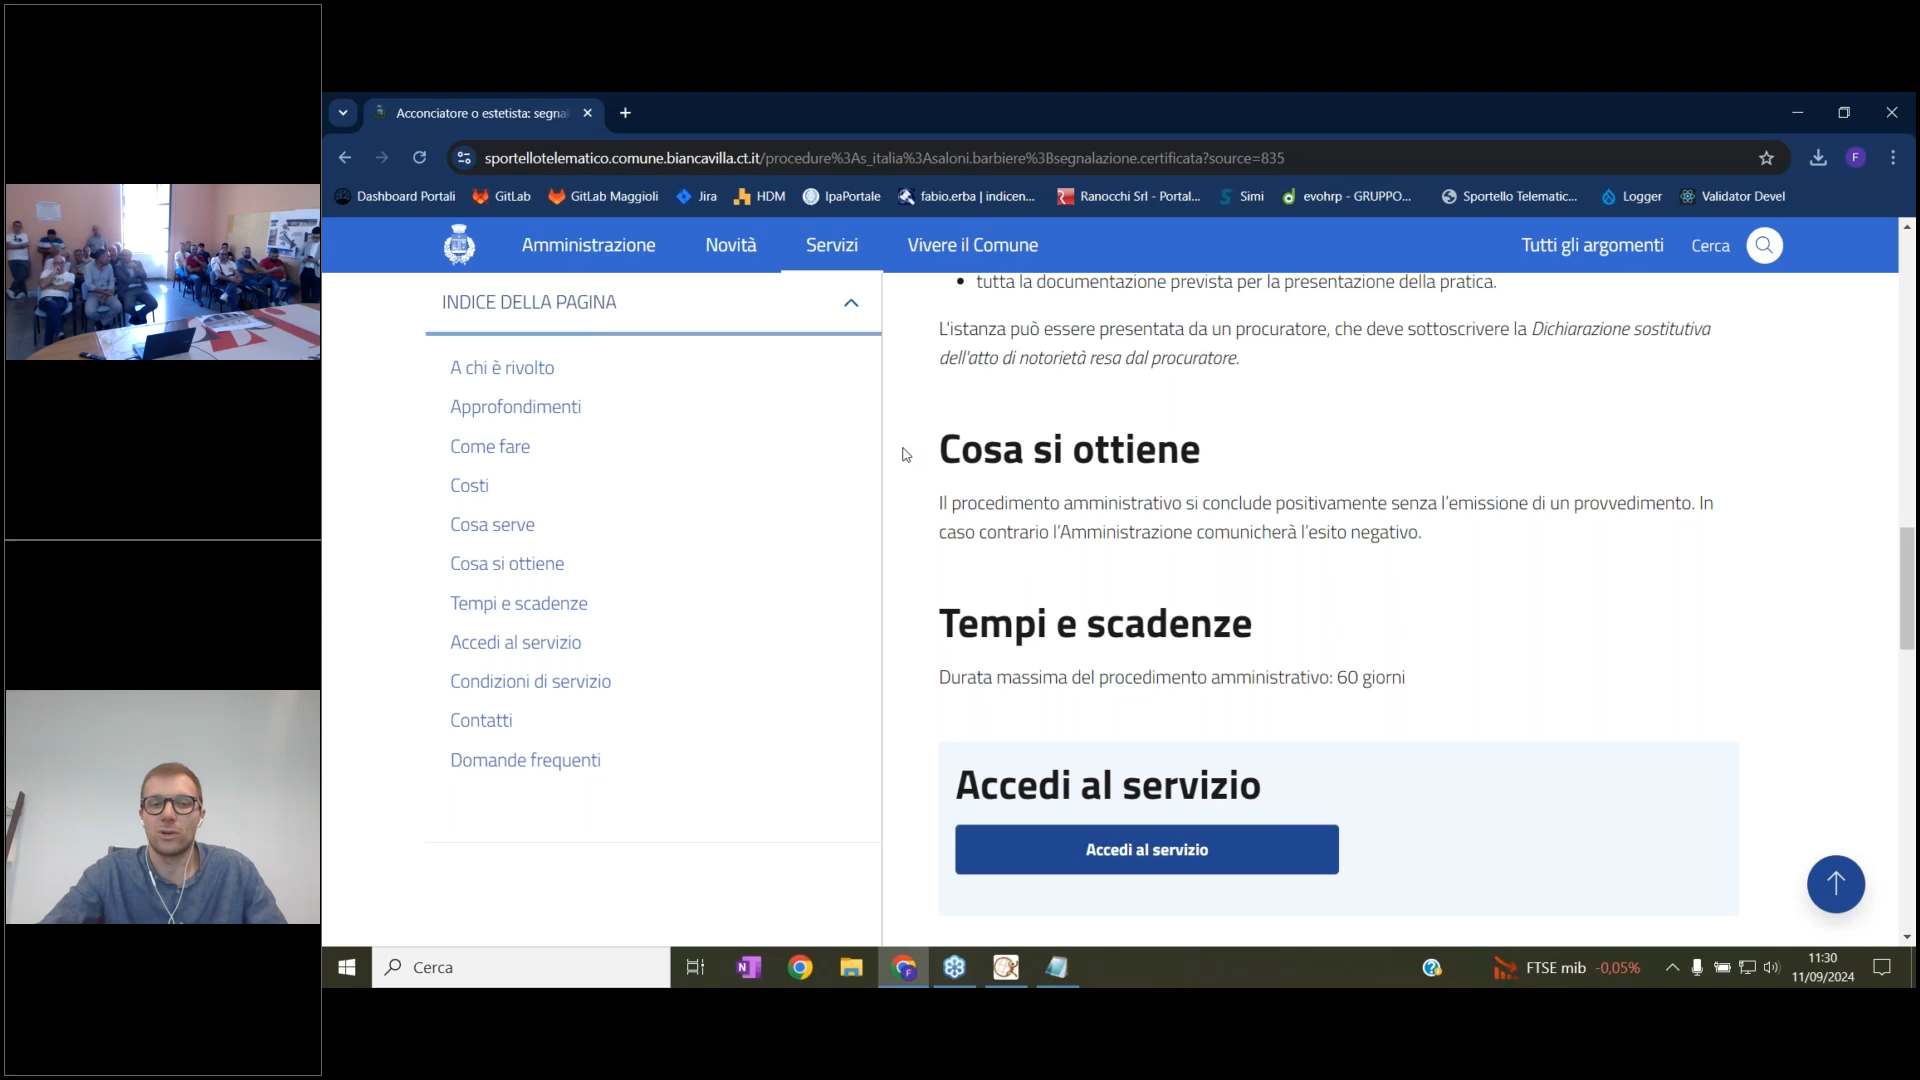 Acconciatore o estetista: segnal
sportellotelematico.comune.biancavilla.ct.it/procedure%3As_italia%3Asaloni.barbiere%3Bsegnalazione.certificata?source=835
F
Dashboard Portali
GitLab
GitLab Maggioli
Jira
HDM
IpaPortale
fabio.erba | indicen...
Ranocchi Srl - Portal...
Simi
evohrp - GRUPPO...
Sportello Telematic...
Logger
Validator Devel
Amministrazione
Novità
Servizi
Vivere il Comune
Tutti gli argomenti
Cerca
INDICE DELLA PAGINA
A chi è rivolto
Approfondimenti
Come fare
Costi
Cosa serve
Cosa si ottiene
Tempi e scadenze
Accedi al servizio
Condizioni di servizio
Contatti
Domande frequenti
• tutta la documentazione prevista per la presentazione della pratica.
L'istanza può essere presentata da un procuratore, che deve sottoscrivere la Dichiarazione sostitutiva
dell'atto di notorietà resa dal procuratore.
Cosa si ottiene
Il procedimento amministrativo si conclude positivamente senza l'emissione di un provvedimento. In
caso contrario l'Amministrazione comunicherà l'esito negativo.
Tempi e scadenze
Durata massima del procedimento amministrativo: 60 giorni
Accedi al servizio
Accedi al servizio
Cerca
FTSE mib -0,05%
11:30
11/09/2024